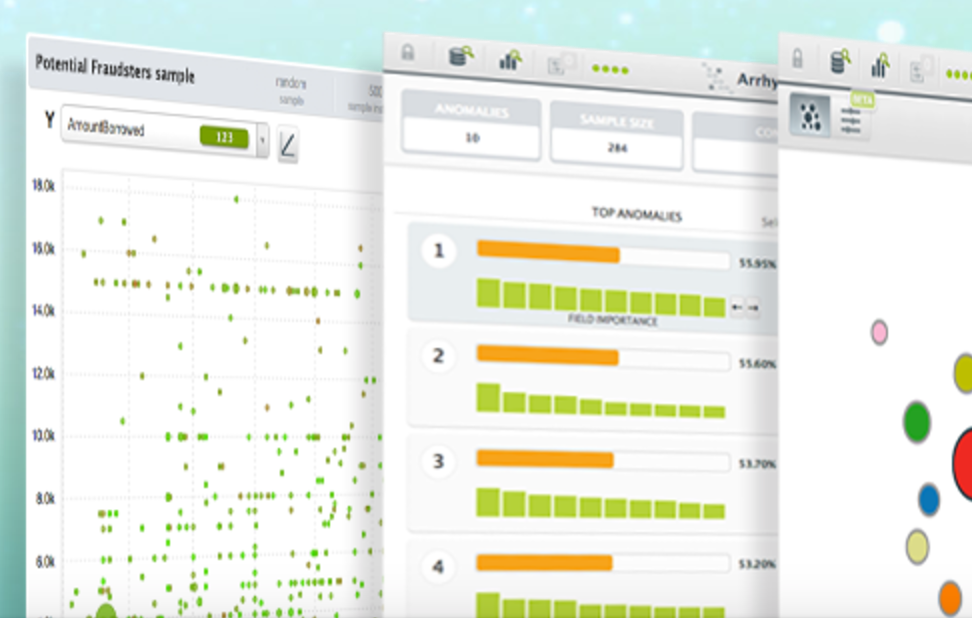 Potential Fraudsters sample
random
sample
500
Y
AmountBorrowed
123
18.0k
16.0k
14.0k
12.0k
10.0k
8.0k
6.0k
Arrhy
ANOMALIES
10
SAMPLE SIZE
284
CO
TOP ANOMALIES
Sel
1
55.95%
FIELD IMPORTANCE
2
55.60%
3
53.70%
4
53.20%
BETA